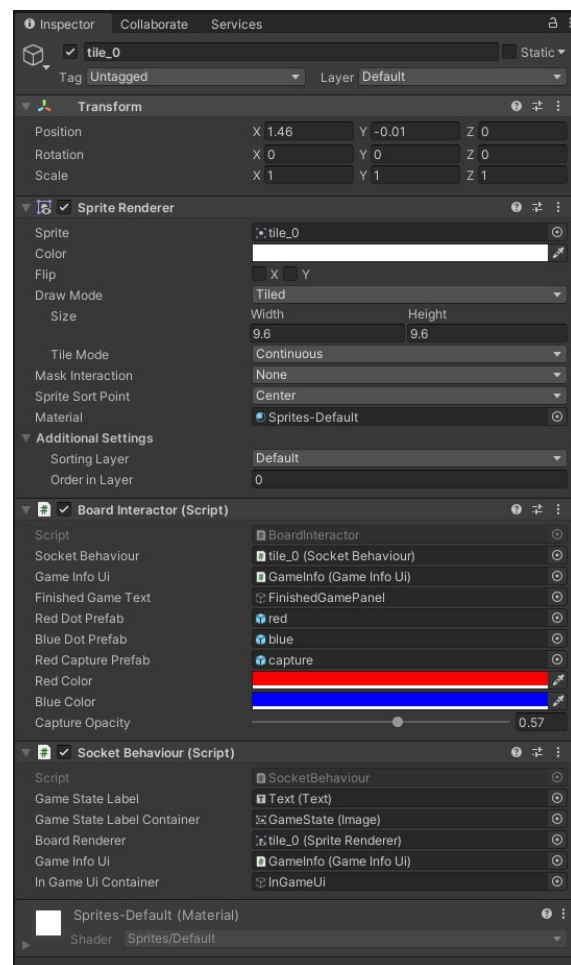 Inspector Collaborate Services
tile_0 Static
Tag Untagged Layer Default
Transform
Position X 1.46 Y -0.01 Z 0
Rotation X 0 Y 0 Z 0
Scale X 1 Y 1 Z 1
Sprite Renderer
Sprite tile_0
Color
Flip X Y
Draw Mode Tiled
Size Width Height
9.6 9.6
Tile Mode Continuous
Mask Interaction None
Sprite Sort Point Center
Material Sprites-Default
Additional Settings
Sorting Layer Default
Order in Layer 0
# Board Interactor (Script)
Script BoardInteractor
Socket Behaviour tile_0 (Socket Behaviour)
Game Info Ui GameInfo (Game Info Ui)
Finished Game Text FinishedGamePanel
Red Dot Prefab red
Blue Dot Prefab blue
Red Capture Prefab capture
Red Color
Blue Color
Capture Opacity 0.57
# Socket Behaviour (Script)
Script SocketBehaviour
Game State Label Text (Text)
Game State Label Container GameState (Image)
Board Renderer tile_0 (Sprite Renderer)
Game Info Ui GameInfo (Game Info Ui)
In Game Ui Container InGameUi
Sprites-Default (Material)
Shader Sprites/Default